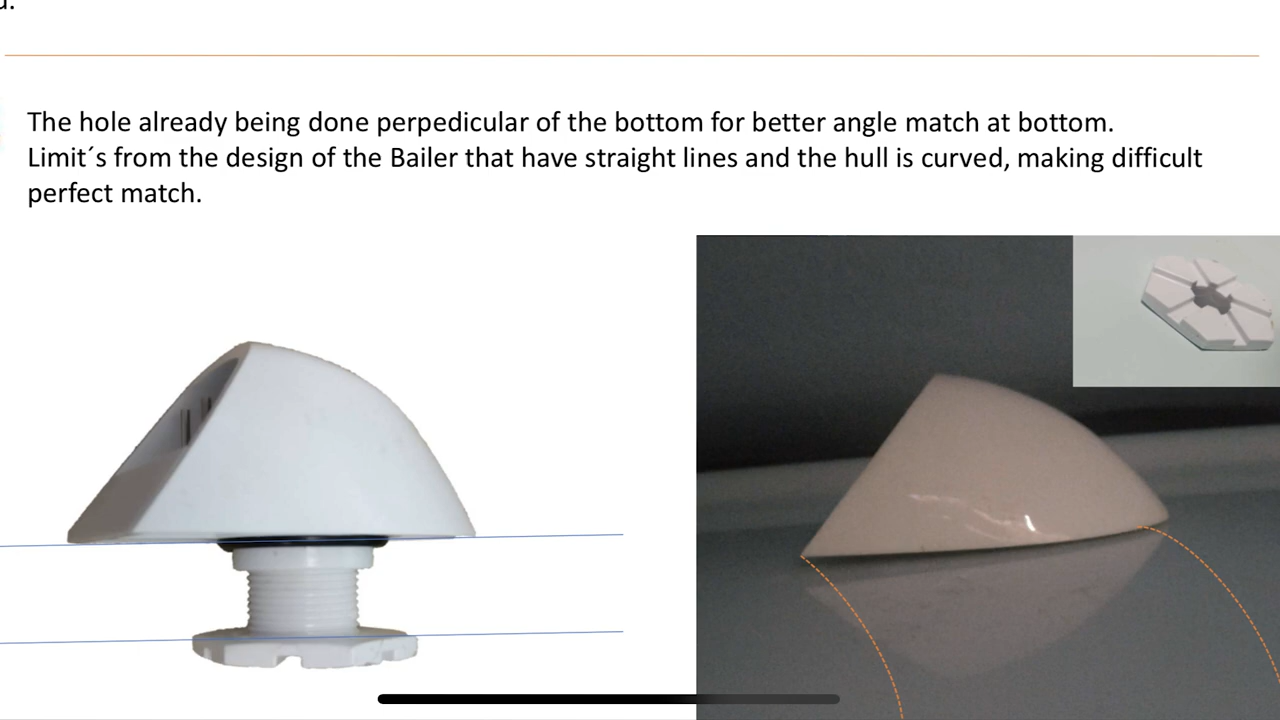 The hole already being done perpedicular of the bottom for better angle match at bottom.
Limit´s from the design of the Bailer that have straight lines and the hull is curved, making difficult
perfect match.